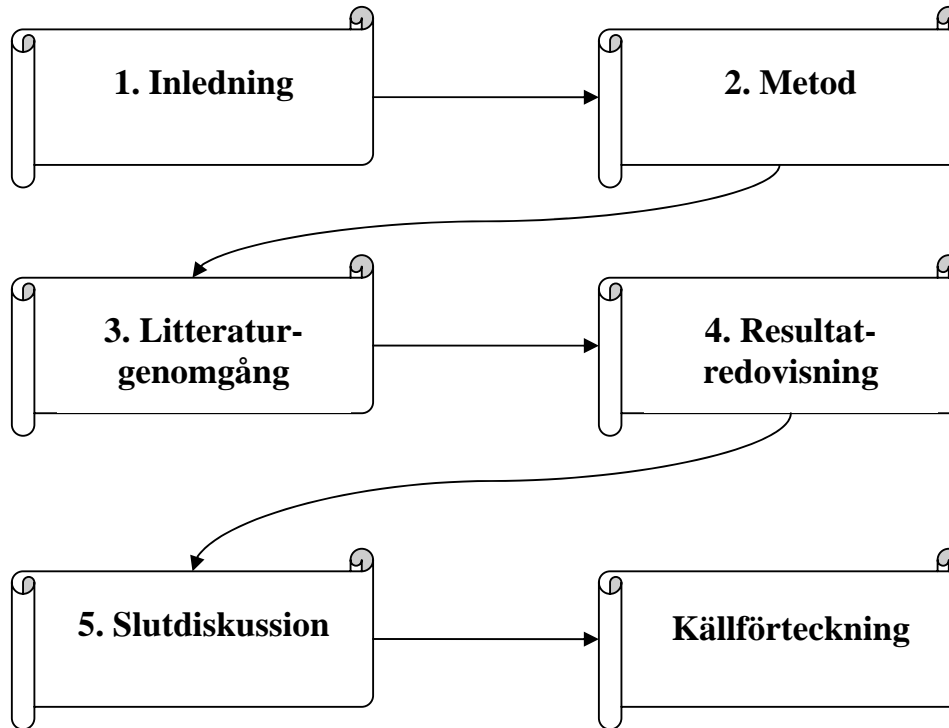 1. Inledning
2. Metod
3. Litteratur-
genomgång
4. Resultat-
redovisning
5. Slutdiskussion
Källförteckning